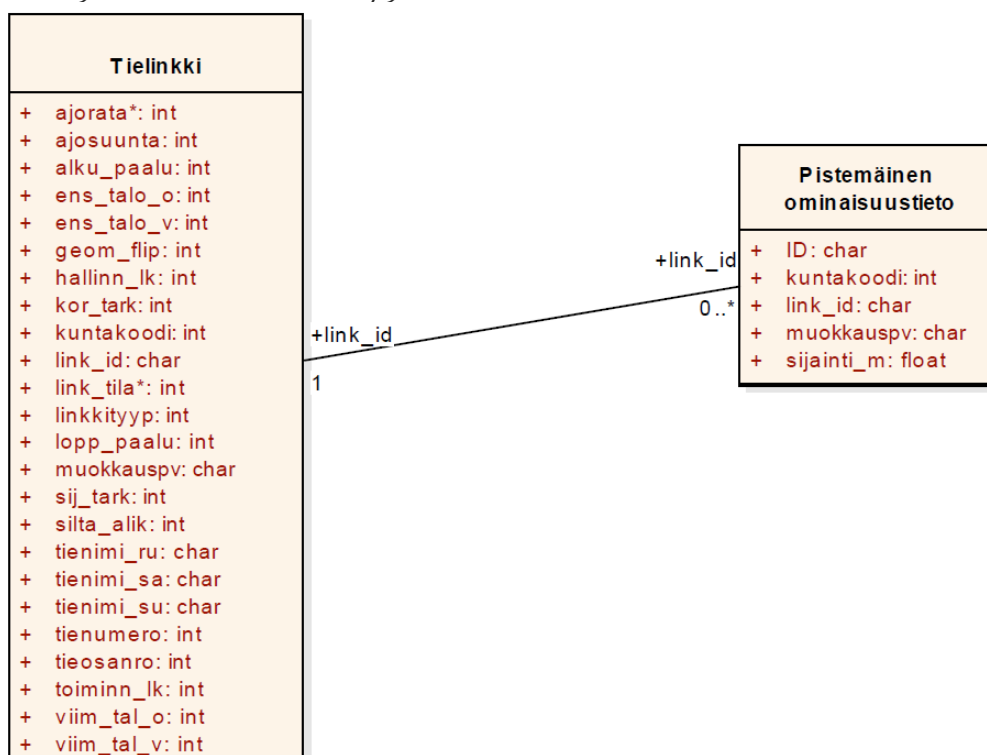 Tielinkki
+ ajorata*: int
+ ajosuunta: int
+ alku_paalu: int
+ ens_talo_o: int
+ ens_talo_v: int
+ geom_flip: int
+ hallinn_lk: int
+ kor_tark: int
+ kuntakoodi: int
+ link_id: char
+ link_tila*: int
+ linkkityyp: int
+ lopp_paalu: int
+ muokkauspv: char
+ sij_tark: int
+ silta_alik: int
+ tienimi_ru: char
+ tienimi_sa: char
+ tienimi_su: char
+ tienumero: int
+ tieosanro: int
+ toiminn_lk: int
+ viim_tal_o: int
+ viim_tal_v: int
+link_id
1
+link_id
0..*
Pistemäinen
ominaisuustieto
+ ID: char
+ kuntakoodi: int
+ link_id: char
+ muokkauspv: char
+ sijainti_m: float